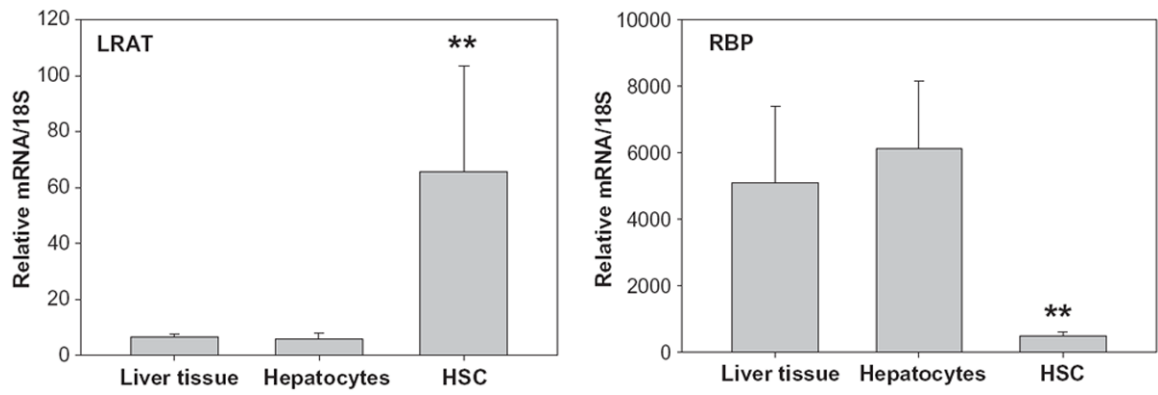 LRAT
**
120
100
80
60
40
20
0
Relative mRNA/18S
Liver tissue Hepatocytes HSC
RBP
**
10000
8000
6000
4000
2000
0
Relative mRNA/18S
Liver tissue Hepatocytes HSC